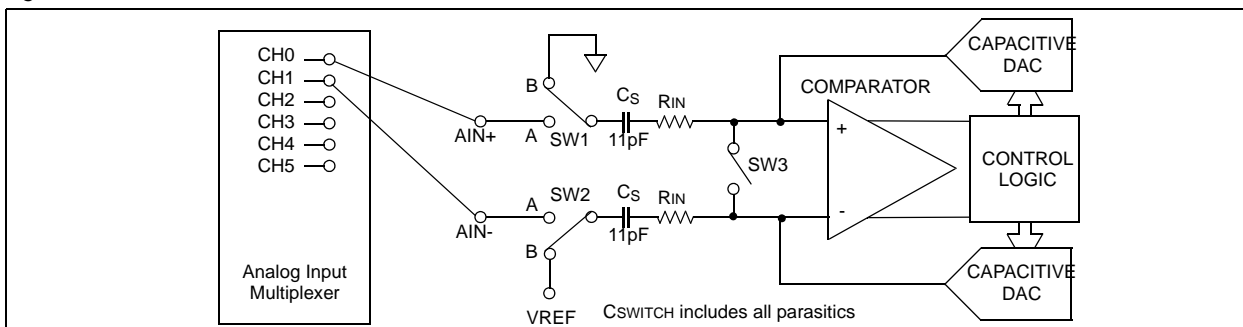 CH0
CH1
CH2
CH3
CH4
CH5
Analog Input
Multiplexer
AIN+
AIN-
B
A
SW1
CS
11pF
RIN
A
SW2
B
CS
11pF
RIN
VREF
SW3
COMPARATOR
+
-
CAPACITIVE
DAC
CONTROL
LOGIC
CAPACITIVE
DAC
CSWITCH includes all parasitics